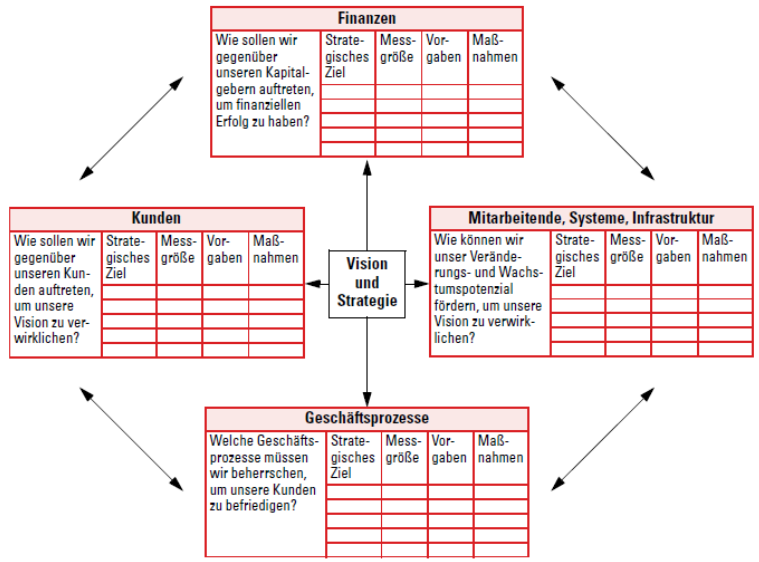 Finanzen
Wie sollen wir
gegenüber
unseren Kapital-
gebern auftreten,
um finanziellen
Erfolg zu haben?
Strate-
gisches
Ziel
Mess-
größe
Vor-
gaben
Maß-
nahmen
Kunden
Wie sollen wir
gegenüber
unseren Kun-
den auftreten,
um unsere
Vision zu ver-
wirklichen?
Strate-
gisches
Ziel
Mess-
größe
Vor-
gaben
Maß-
nahmen
Vision
und
Strategie
Mitarbeitende, Systeme, Infrastruktur
Wie können wir
unser Verände-
rungs- und Wachs-
tumspotenzial
fördern, um unsere
Vision zu verwirk-
lichen?
Strate-
gisches
Ziel
Mess-
größe
Vor-
gaben
Maß-
nahmen
Geschäftsprozesse
Welche Geschäfts-
prozesse müssen
wir beherrschen,
um unsere Kunden
zu befriedigen?
Strate-
gisches
Ziel
Mess-
größe
Vor-
gaben
Maß-
nahmen